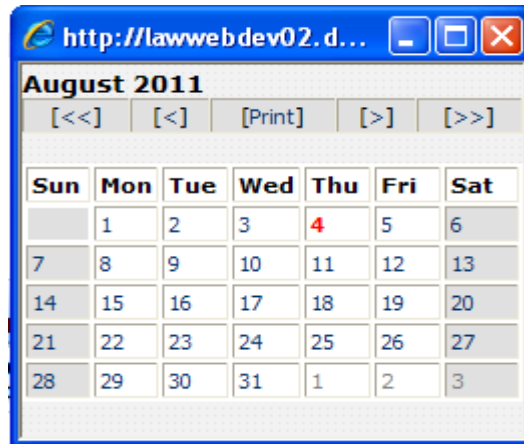 http://lawwebdev02.d...
August 2011
[<<] [<] [Print] [>] [>>]
Sun Mon Tue Wed Thu Fri Sat
1 2 3 4 5 6
7 8 9 10 11 12 13
14 15 16 17 18 19 20
21 22 23 24 25 26 27
28 29 30 31 1 2 3